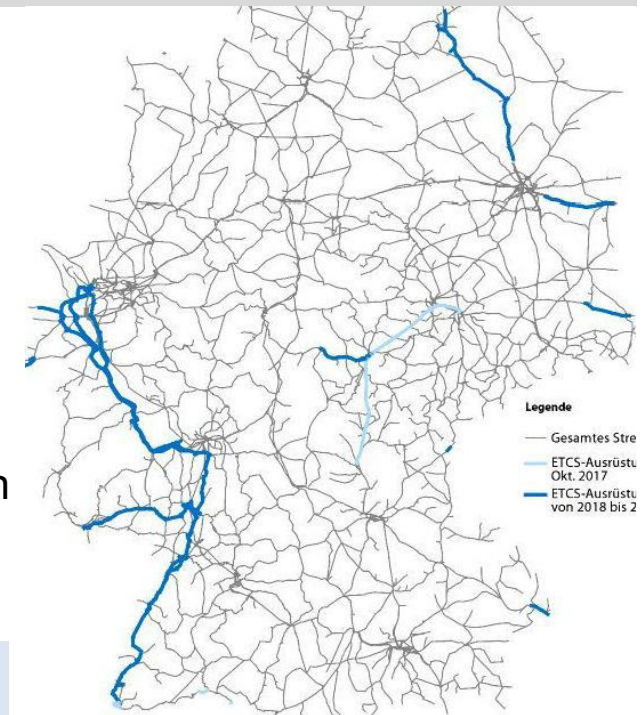 Legende
Gesamtes Stre
ETCS-Ausrüstu
Okt. 2017
ETCS-Ausrüstu
von 2018 bis 2
n